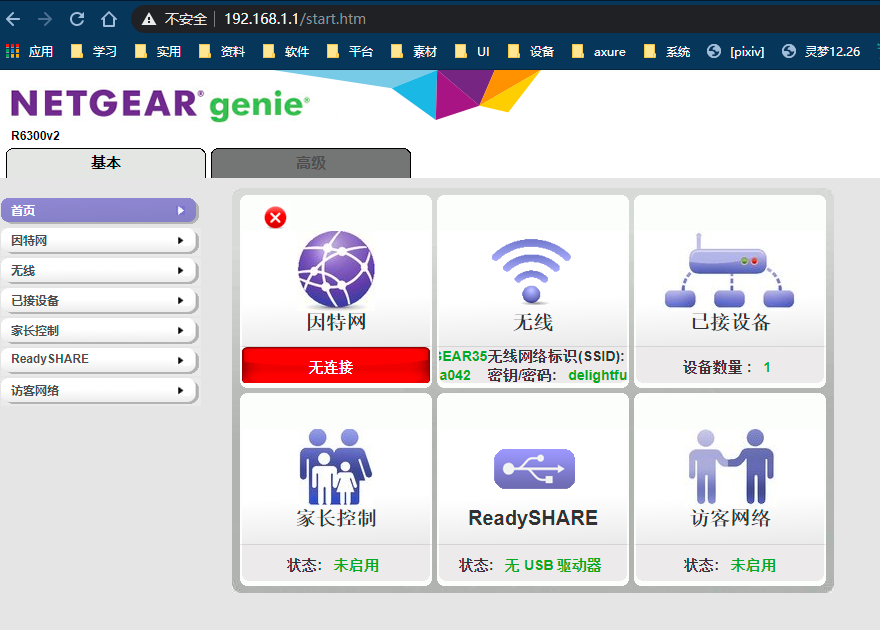 不安全 192.168.1.1/start.htm
应用 学习 实用 资料 软件 平台 素材 UI 设备 axure 系统 [pixiv] 灵梦12.26
NETGEAR® genie®
R6300v2
基本 高级
首页
因特网
无线
已接设备
家长控制
ReadySHARE
访客网络
因特网 无线 已接设备
无连接
GEAR35无线网络标识(SSID):
a042 密钥/密码: delightfu
设备数量： 1
家长控制 ReadySHARE 访客网络
状态: 未启用 状态: 无 USB 驱动器 状态: 未启用